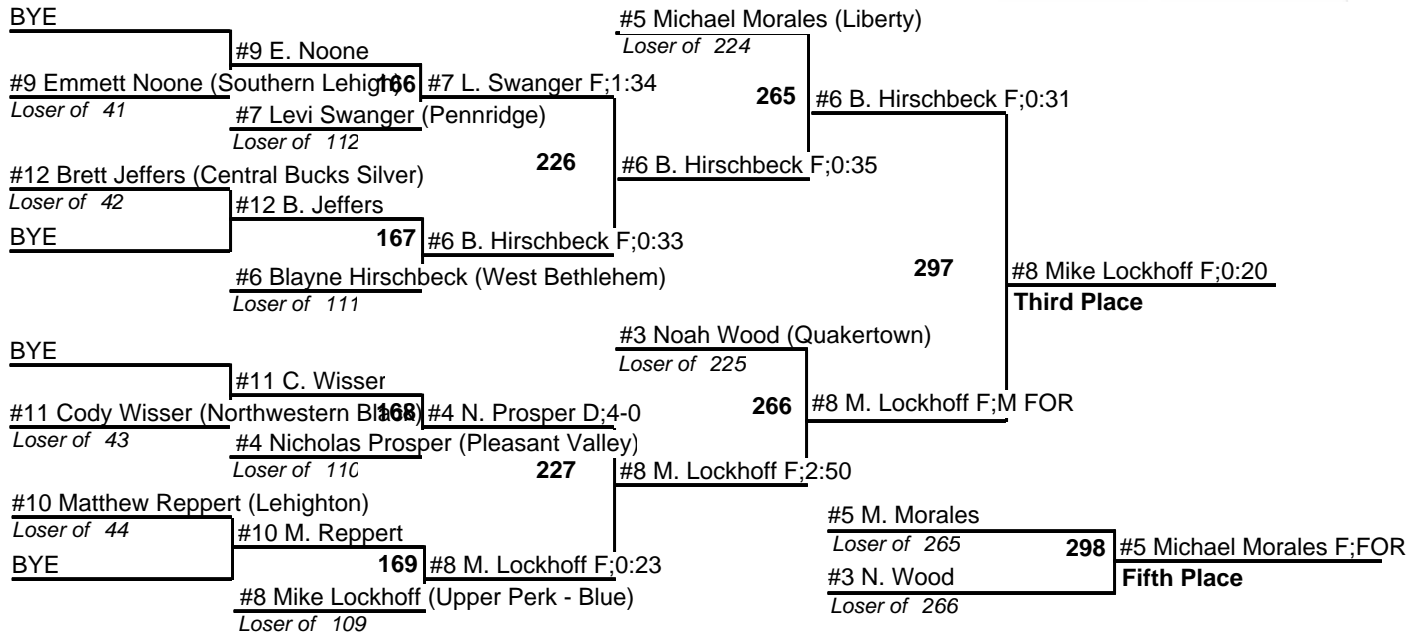 BYE
#5 Michael Morales (Liberty)
Loser of 224
#9 E. Noone
#9 Emmett Noone (Southern Lehigh)
166
#7 L. Swanger F;1:34
Loser of 41
#7 Levi Swanger (Pennridge)
Loser of 112
265
#6 B. Hirschbeck F;0:31
226
#6 B. Hirschbeck F;0:35
#12 Brett Jeffers (Central Bucks Silver)
Loser of 42
#12 B. Jeffers
BYE
167
#6 B. Hirschbeck F;0:33
#6 Blayne Hirschbeck (West Bethlehem)
Loser of 111
297
#8 Mike Lockhoff F;0:20
Third Place
BYE
#3 Noah Wood (Quakertown)
Loser of 225
#11 C. Wisser
#11 Cody Wisser (Northwestern Black)
168
#4 N. Prosper D;4-0
Loser of 43
#4 Nicholas Prosper (Pleasant Valley)
Loser of 110
266
#8 M. Lockhoff F;M FOR
227
#8 M. Lockhoff F;2:50
#10 Matthew Reppert (Lehighton)
Loser of 44
#10 M. Reppert
BYE
169
#8 M. Lockhoff F;0:23
#8 Mike Lockhoff (Upper Perk - Blue)
Loser of 109
#5 M. Morales
Loser of 265
298
#5 Michael Morales F;FOR
#3 N. Wood
Fifth Place
Loser of 266